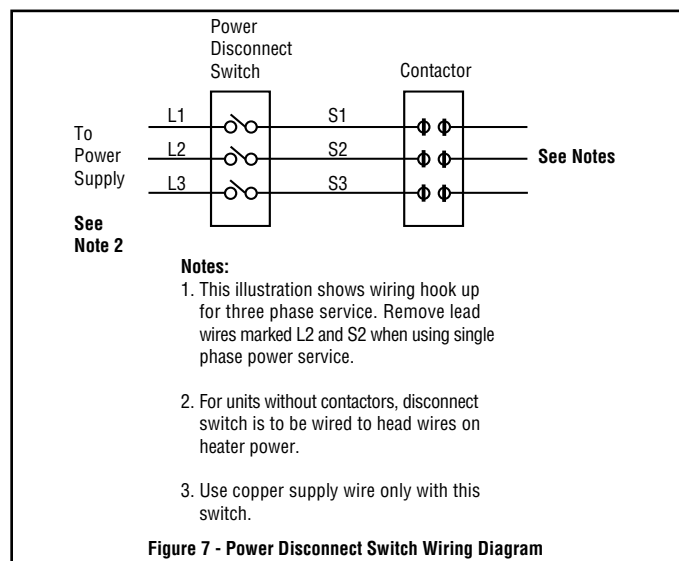 Power
Disconnect
Switch
Contactor
L1
S1
To
Power
Supply
L2
S2
See Notes
L3
S3
See
Note 2
Notes:
1. This illustration shows wiring hook up
for three phase service. Remove lead
wires marked L2 and S2 when using single
phase power service.
2. For units without contactors, disconnect
switch is to be wired to head wires on
heater power.
3. Use copper supply wire only with this
switch.
Figure 7 - Power Disconnect Switch Wiring Diagram